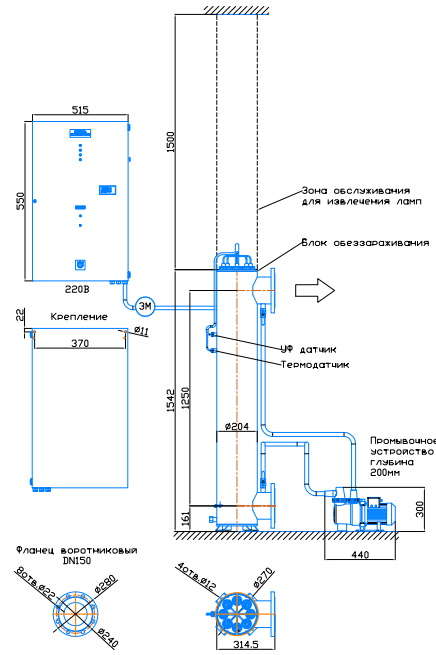 515
550
1500
Зона обслуживания
для извлечения ламп
Блок обеззараживания
220В
3М
22
Крепление
Ø11
370
УФ датчик
Термодатчик
1542
1250
Ø204
161
Промывочное
устройство
глубина
200мм
300
440
Фланец воротниковый
DN150
8отв.Ø22
Ø280
Ø240
4отв.Ø12
Ø270
314.5